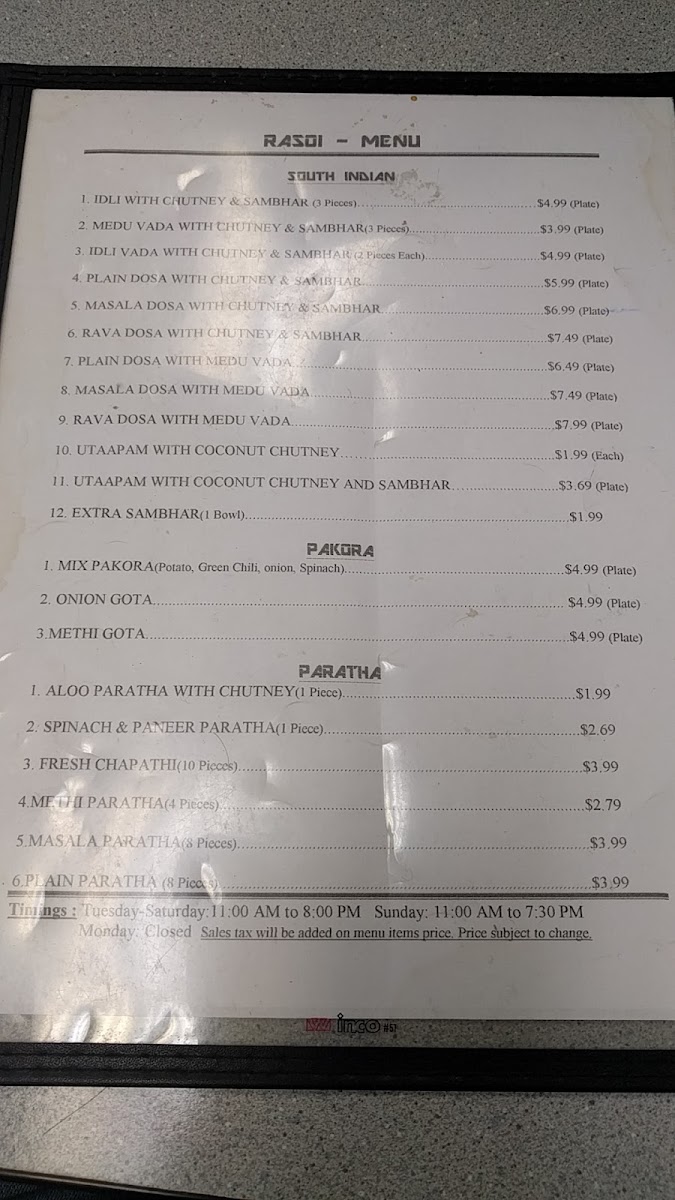 RASOI - MENU
SOUTH INDIAN
1. IDLI WITH CHUTNEY & SAMBHAR (3 Pieces)........................................$4.99 (Plate)
2. MEDU VADA WITH CHUTNEY & SAMBHAR(3 Pieces)..............................$3.99 (Plate)
3. IDLI VADA WITH CHUTNEY & SAMBHAR (2 Pieces Each)..........................$4.99 (Plate)
4. PLAIN DOSA WITH CHUTNEY & SAMBHAR..........................................$5.99 (Plate)
5. MASALA DOSA WITH CHUTNEY & SAMBHAR.....................................$6.99 (Plate)
6. RAVA DOSA WITH CHUTNEY & SAMBHAR..........................................$7.49 (Plate)
7. PLAIN DOSA WITH MEDU VADA.......................................................$6.49 (Plate)
8. MASALA DOSA WITH MEDU VADA....................................................$7.49 (Plate)
9. RAVA DOSA WITH MEDU VADA.......................................................$7.99 (Plate)
10. UTAAPAM WITH COCONUT CHUTNEY..............................................$1.99 (Each)
11. UTAAPAM WITH COCONUT CHUTNEY AND SAMBHAR.......................$3.69 (Plate)
12. EXTRA SAMBHAR(1 Bowl)................................................................$1.99
PAKORA
1. MIX PAKORA(Potato, Green Chili, onion, Spinach)...........................................$4.99 (Plate)
2. ONION GOTA.................................................................................$4.99 (Plate)
3.METHI GOTA...................................................................................$4.99 (Plate)
PARATHA
1. ALOO PARATHA WITH CHUTNEY(1 Piece)..............................................$1.99
2. SPINACH & PANEER PARATHA(1 Piece)..................................................$2.69
3. FRESH CHAPATHI(10 Pieces)..................................................................$3.99
4.METHI PARATHA(4 Pieces).....................................................................$2.79
5.MASALA PARATHA(8 Pieces)..................................................................$3.99
6.PLAIN PARATHA (8 Pieces)....................................................................$3.99
Timings : Tuesday-Saturday:11:00 AM to 8:00 PM Sunday: 11:00 AM to 7:30 PM
Monday: Closed Sales tax will be added on menu items price. Price subject to change.
inco #57